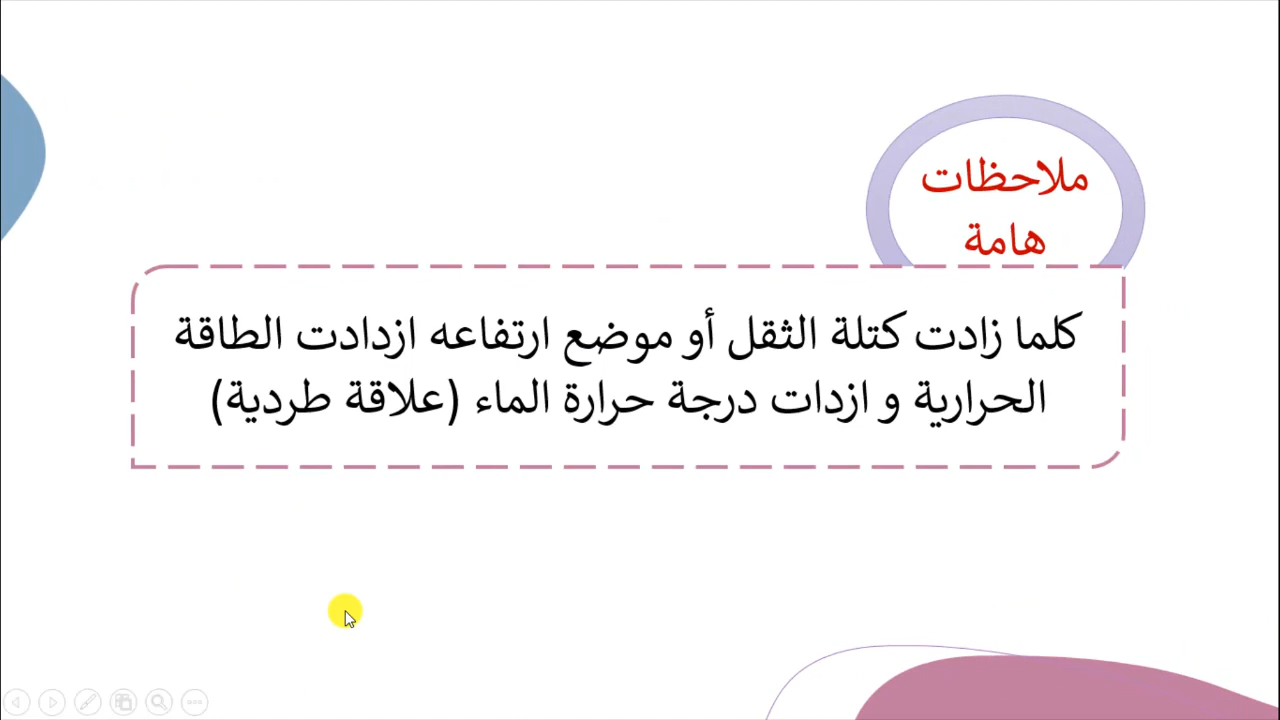 ملاحظات
هامة
كلما زادت كتلة الثقل أو موضع ارتفاعه ازدادت الطاقة
الحرارية و ازدات درجة حرارة الماء (علاقة طردية)